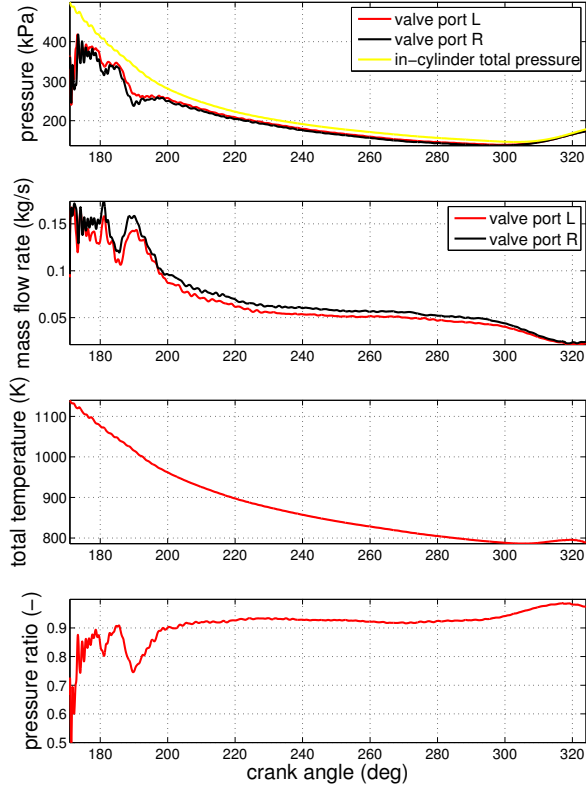 pressure (kPa)
400
300
200
valve port L
valve port R
in−cylinder total pressure
180 200 220 240 260 280 300 320
mass flow rate (kg/s)
0.15
0.1
0.05
valve port L
valve port R
180 200 220 240 260 280 300 320
total temperature (K)
1100
1000
900
800
180 200 220 240 260 280 300 320
pressure ratio (−)
0.9
0.8
0.7
0.6
0.5
180 200 220 240 260 280 300 320
crank angle (deg)